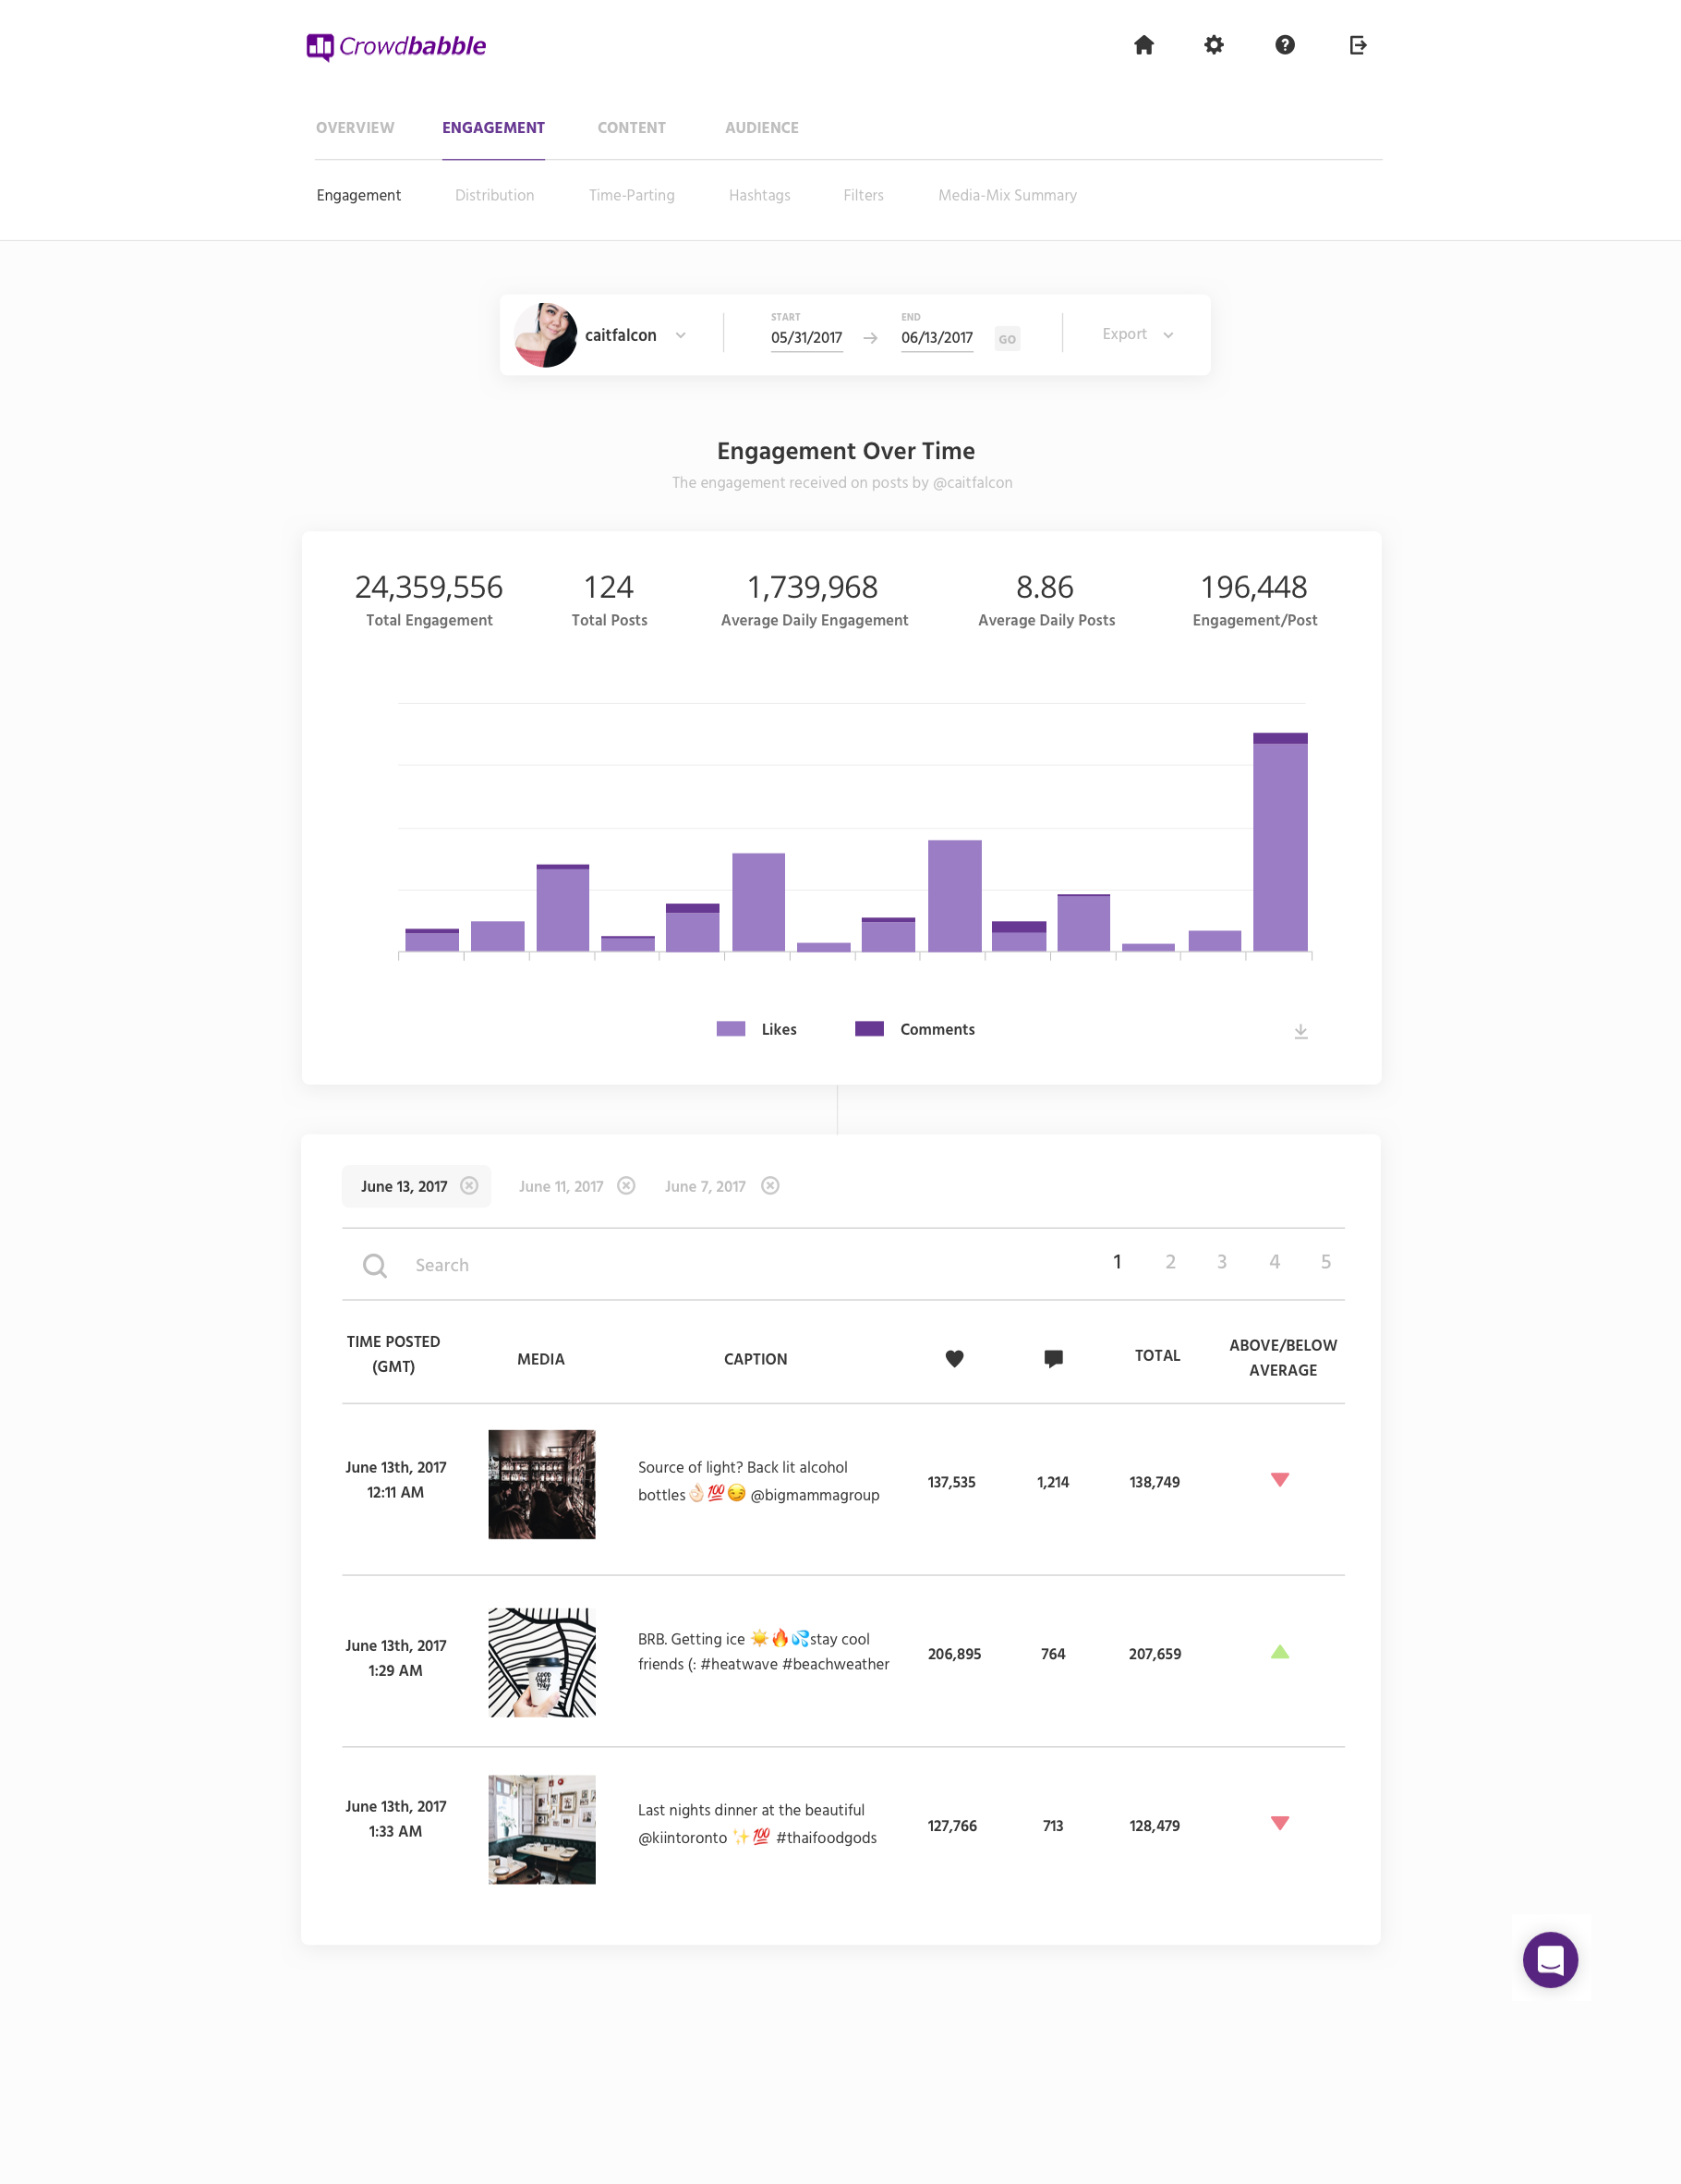 Crowdbabble
OVERVIEW ENGAGEMENT CONTENT AUDIENCE
Engagement Distribution Time-Parting Hashtags Filters Media-Mix Summary
caitfalcon
START
05/31/2017
END
06/13/2017
GO
Export
Engagement Over Time
The engagement received on posts by @caitfalcon
24,359,556 124 1,739,968 8.86 196,448
Total Engagement Total Posts Average Daily Engagement Average Daily Posts Engagement/Post
Likes Comments
June 13, 2017 June 11, 2017 June 7, 2017
Search 1 2 3 4 5
TIME POSTED
(GMT)
MEDIA
CAPTION
TOTAL
ABOVE/BELOW
AVERAGE
June 13th, 2017
12:11 AM
Source of light? Back lit alcohol
bottles👌🏻💯😏 @bigmammagroup
137,535 1,214 138,749
June 13th, 2017
1:29 AM
BRB. Getting ice ☀️🔥💦stay cool
friends (: #heatwave #beachweather
206,895 764 207,659
June 13th, 2017
1:33 AM
Last nights dinner at the beautiful
@kiintoronto ✨💯 #thaifoodgods
127,766 713 128,479